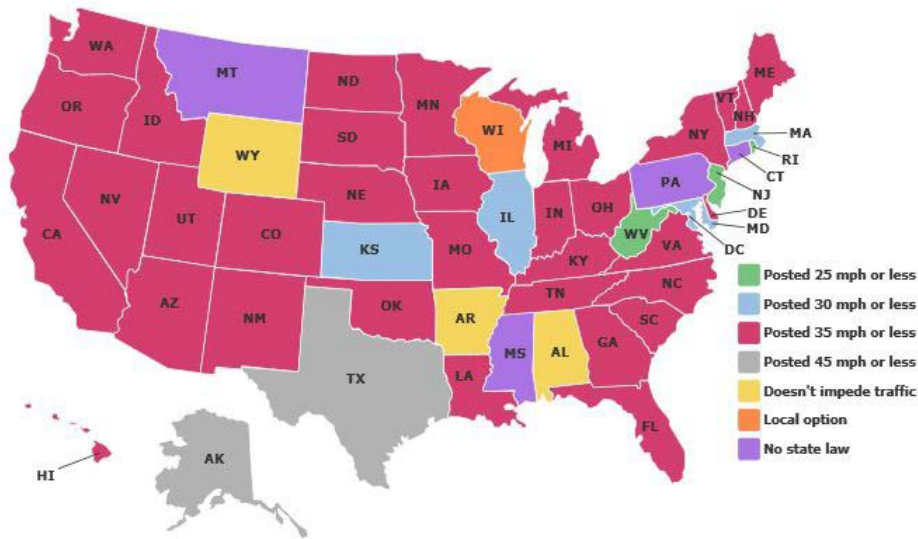 WA
MT
ND
MN
ME
OR
ID
SD
WI
MI
VT
NH
NY
MA
WY
RI
CT
NE
IA
PA
NJ
NV
UT
CO
IL
IN
OH
DE
MD
CA
KS
MO
WV
VA
DC
KY
AZ
NM
OK
AR
TN
NC
SC
MS
AL
GA
TX
LA
FL
HI
AK
Posted 25 mph or less
Posted 30 mph or less
Posted 35 mph or less
Posted 45 mph or less
Doesn't impede traffic
Local option
No state law